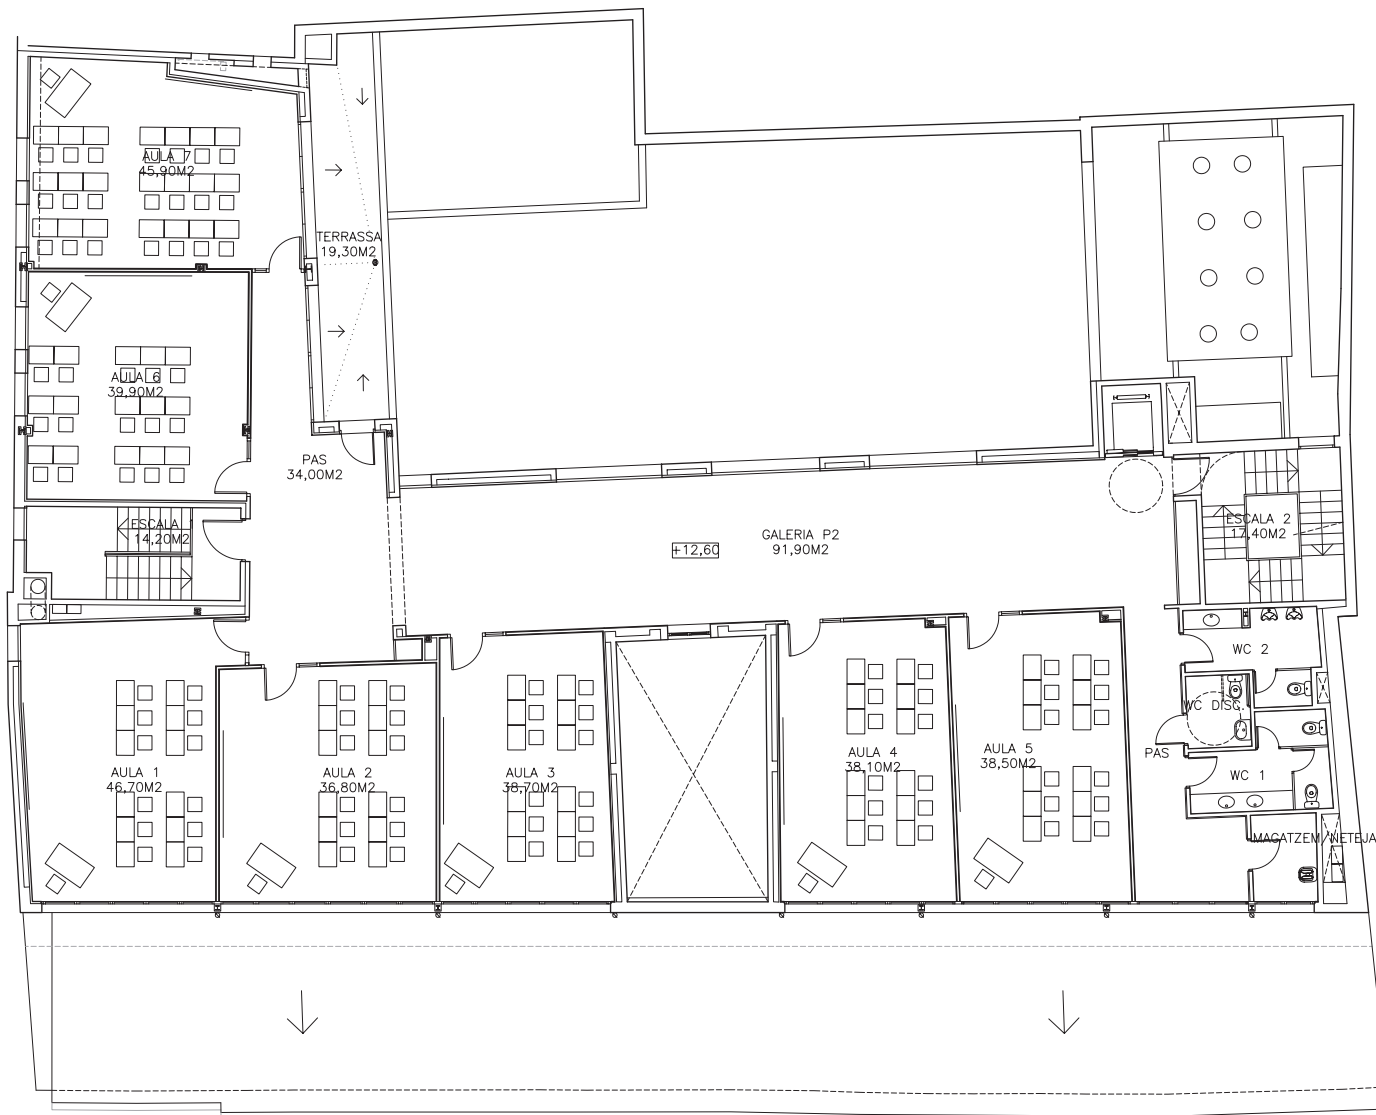 AULA 7
45,90M2
TERRASSA
19,30M2
AULA 6
39,90M2
PAS
34,00M2
ESCALA 1
14,20M2
GALERIA P2
91,90M2
+12,60
ESCALA 2
17,40M2
WC 2
WC DISC.
PAS
WC 1
AULA 1
46,70M2
AULA 2
36,80M2
AULA 3
38,70M2
AULA 4
38,10M2
AULA 5
38,50M2
MAGATZEM/NETEJA